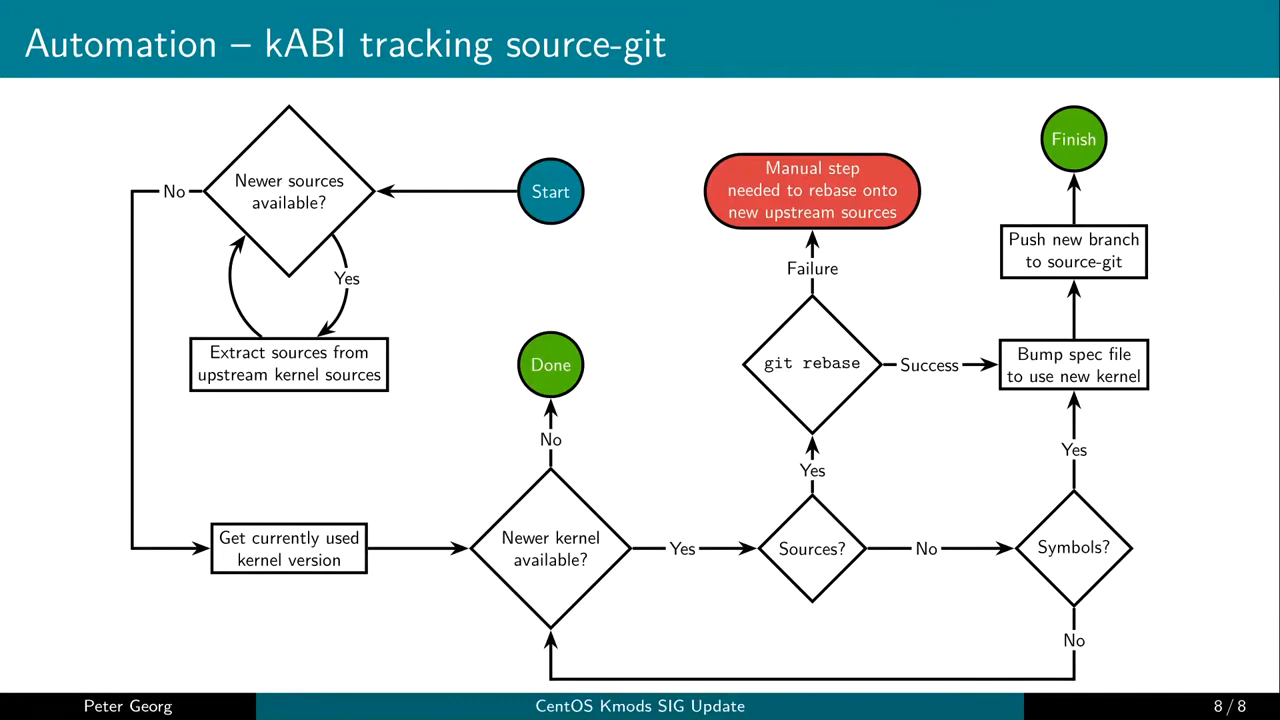 Automation – kABI tracking source-git
Newer sources
available?
No
Start
Yes
Extract sources from
upstream kernel sources
Get currently used
kernel version
Newer kernel
available?
No
Done
Yes
Sources?
Yes
git rebase
Failure
Manual step
needed to rebase onto
new upstream sources
Success
No
Symbols?
Yes
No
Bump spec file
to use new kernel
Push new branch
to source-git
Finish
Peter Georg
CentOS Kmods SIG Update
8 / 8